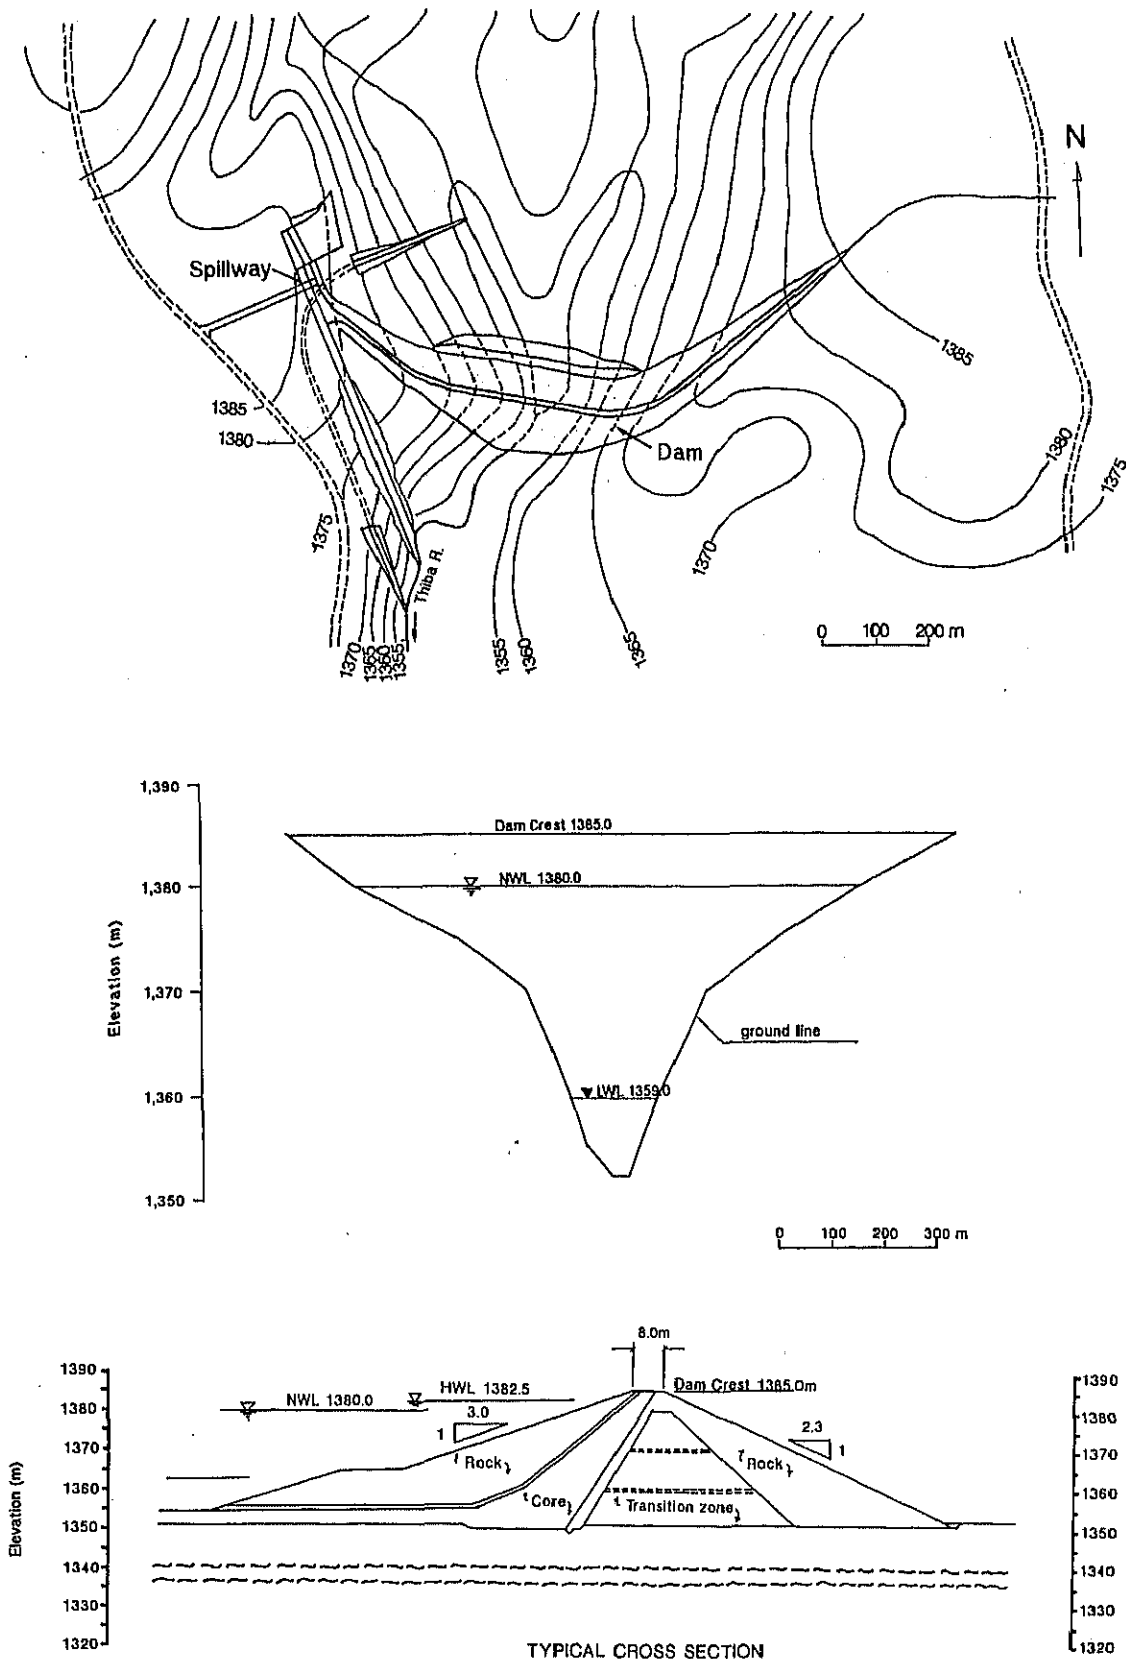 N
Spillway
1385
1380
1375
Dam
1385
1380
1375
1370
Thiba R.
1370
1365
1360
1355
1355
1360
1365
0 100 200 m
1,390
Dam Crest 1385.0
NWL 1380.0
1,380
Elevation (m)
1,370
ground line
1,360
LWL 1359.0
1,350
0 100 200 300 m
8.0m
1390
NWL 1380.0
HWL 1382.5
Dam Crest 1385.0m
1390
1380
3.0
1
2.3
1
1380
1370
Rock
Rock
1370
Elevation (m)
1360
Core
Transition zone
1360
1350
1350
1340
1340
1330
1330
1320
1320
TYPICAL CROSS SECTION